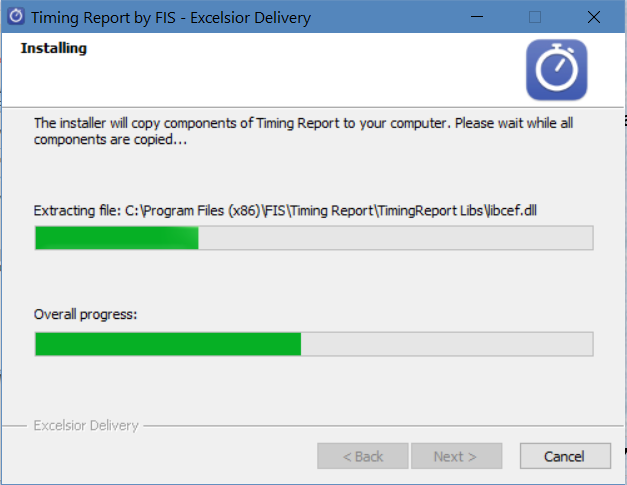 Timing Report by FIS - Excelsior Delivery
Installing
The installer will copy components of Timing Report to your computer. Please wait while all
components are copied...
Extracting file: C:\Program Files (x86)\FIS\Timing Report\TimingReport Libs\libcef.dll
Overall progress:
Excelsior Delivery
< Back
Next >
Cancel